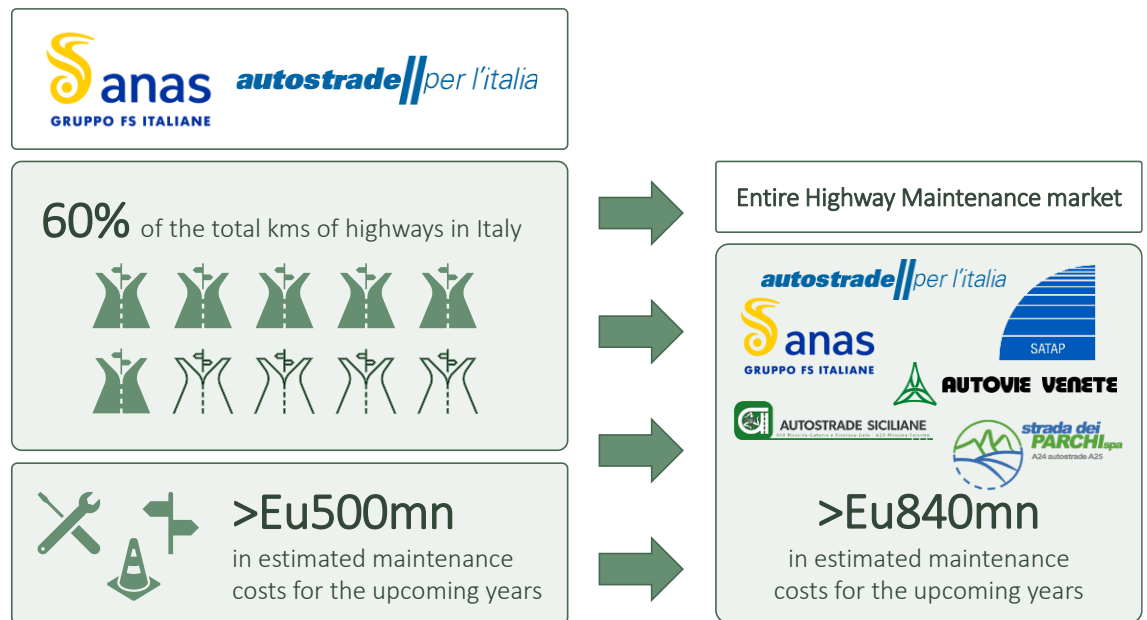 anas
GRUPPO FS ITALIANE
autostrade//per l'italia
60% of the total kms of highways in Italy
>Eu500mn
in estimated maintenance
costs for the upcoming years
Entire Highway Maintenance market
autostrade//per l'italia
anas
GRUPPO FS ITALIANE
SATAP
AUTOVIE VENETE
AUTOSTRADE SICILIANE
strada dei
PARCHI spa
A24 autostrade A25
>Eu840mn
in estimated maintenance
costs for the upcoming years